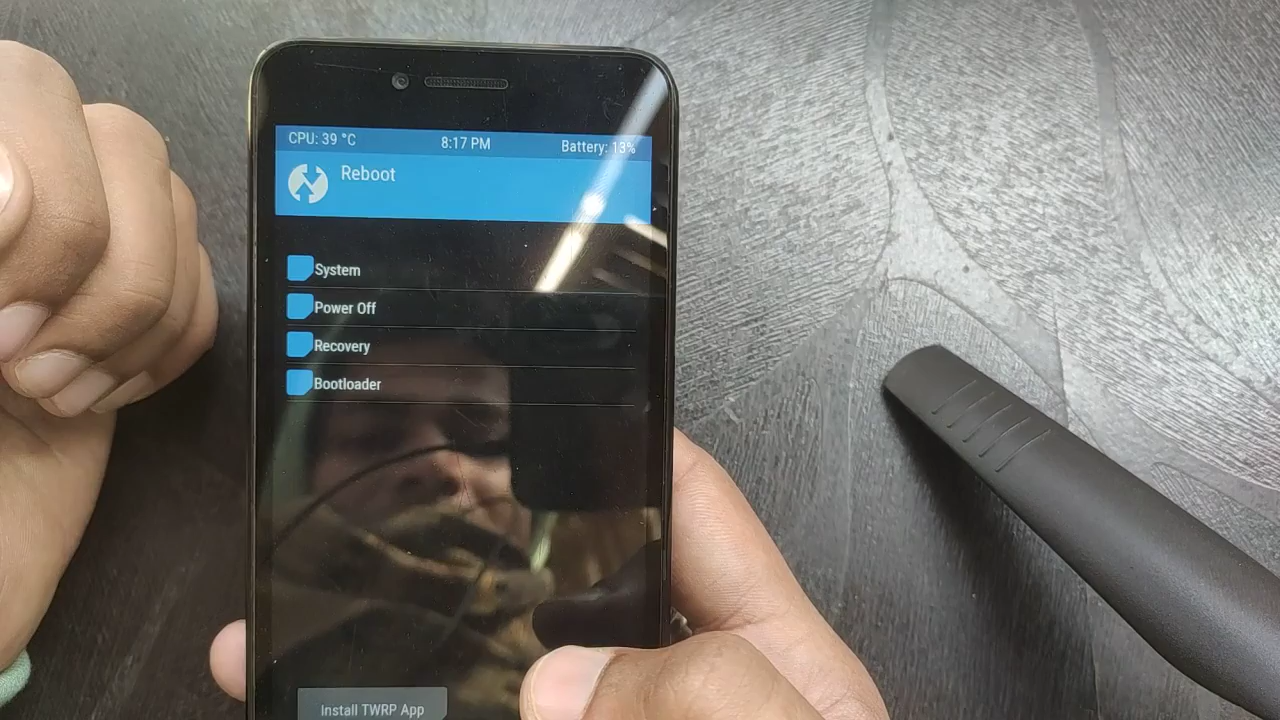 CPU: 39 °C 8:17 PM Battery: 13%
Reboot
System
Power Off
Recovery
Bootloader
Install TWRP App